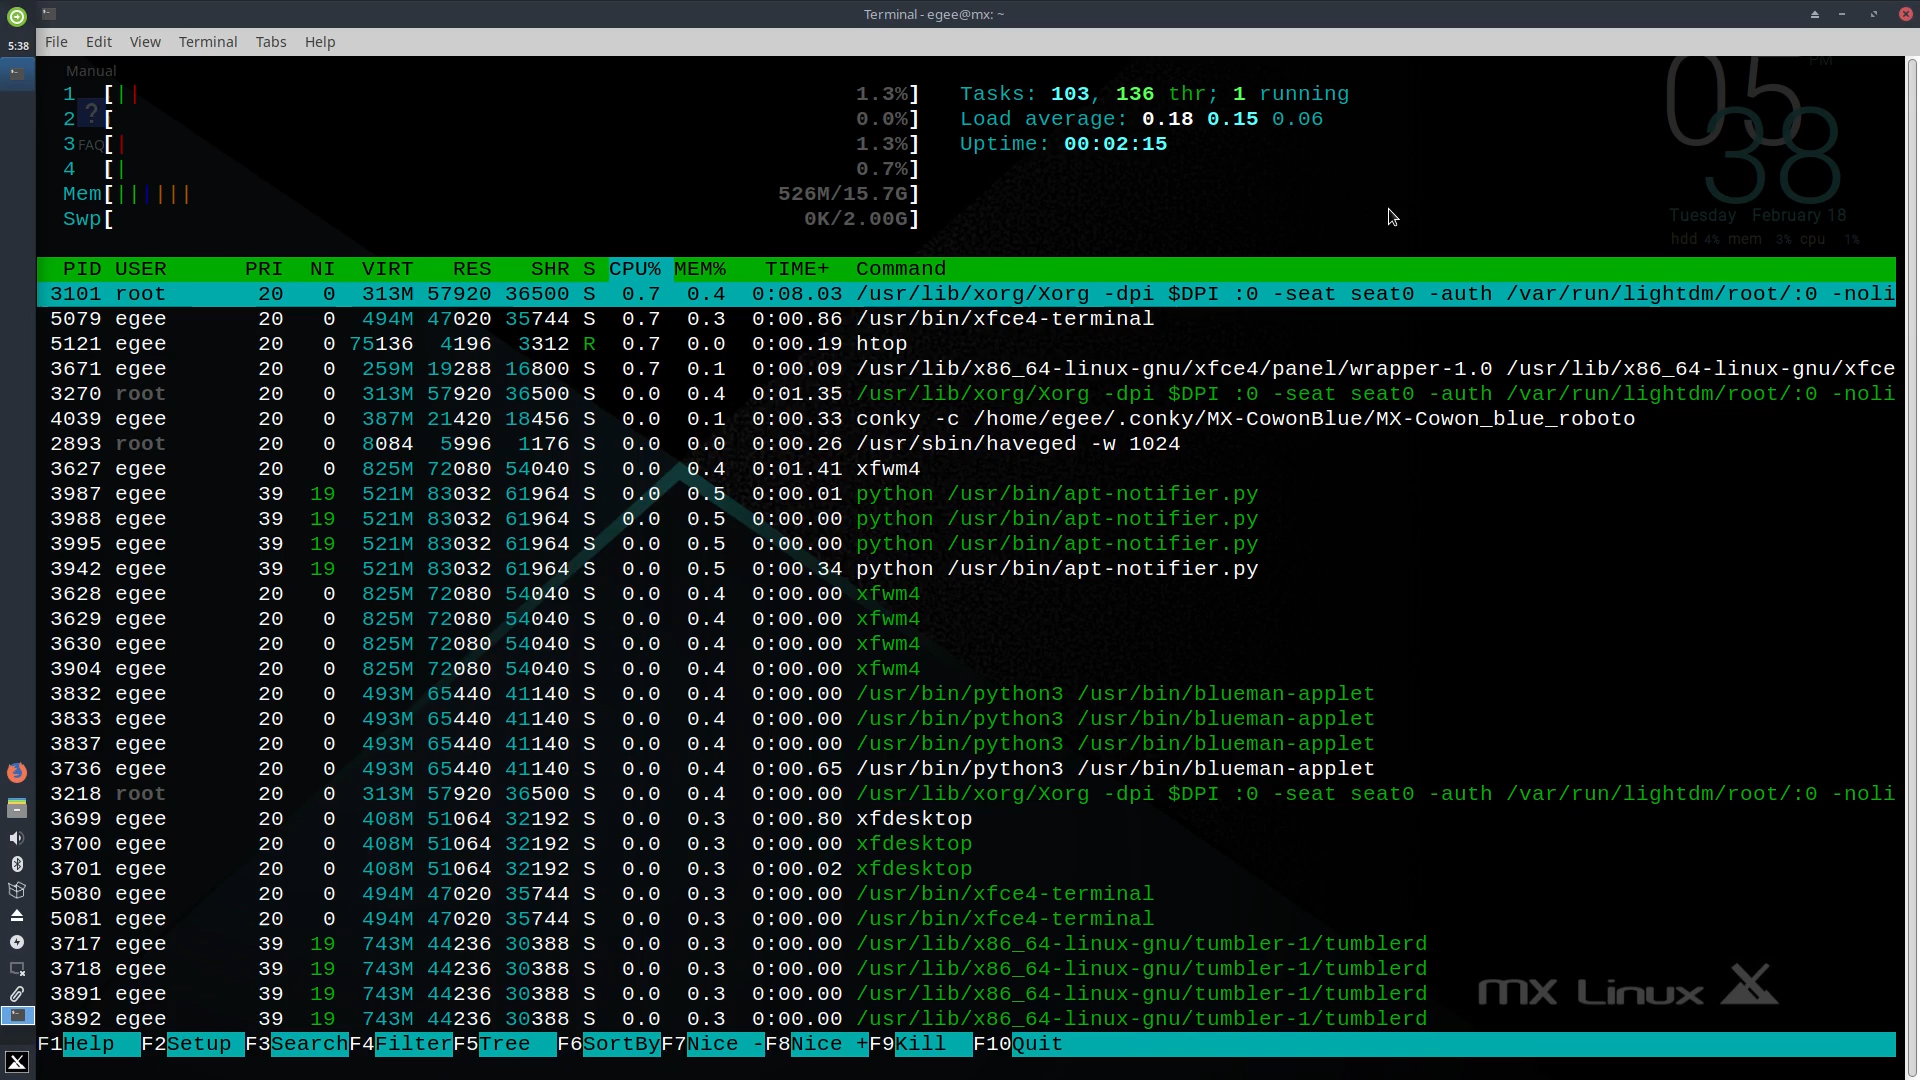 Terminal - egee@mx: ~
5:38
File Edit View Terminal Tabs Help
Manual
PM
05
38
Tuesday February 18
hdd 4% mem 3% cpu 1%
?
FAQ
1 [|| 1.3%] Tasks: 103, 136 thr; 1 running
2 [ 0.0%] Load average: 0.18 0.15 0.06
3 [| 1.3%] Uptime: 00:02:15
4 [| 0.7%]
Mem[|||||| 526M/15.7G]
Swp[ 0K/2.00G]
PID USER PRI NI VIRT RES SHR S CPU% MEM% TIME+ Command
3101 root 20 0 313M 57920 36500 S 0.7 0.4 0:08.03 /usr/lib/xorg/Xorg -dpi $DPI :0 -seat seat0 -auth /var/run/lightdm/root/:0 -noli
5079 egee 20 0 494M 47020 35744 S 0.7 0.3 0:00.86 /usr/bin/xfce4-terminal
5121 egee 20 0 75136 4196 3312 R 0.7 0.0 0:00.19 htop
3671 egee 20 0 259M 19288 16800 S 0.7 0.1 0:00.09 /usr/lib/x86_64-linux-gnu/xfce4/panel/wrapper-1.0 /usr/lib/x86_64-linux-gnu/xfce
3270 root 20 0 313M 57920 36500 S 0.0 0.4 0:01.35 /usr/lib/xorg/Xorg -dpi $DPI :0 -seat seat0 -auth /var/run/lightdm/root/:0 -noli
4039 egee 20 0 387M 21420 18456 S 0.0 0.1 0:00.33 conky -c /home/egee/.conky/MX-CowonBlue/MX-Cowon_blue_roboto
2893 root 20 0 8084 5996 1176 S 0.0 0.0 0:00.26 /usr/sbin/haveged -w 1024
3627 egee 20 0 825M 72080 54040 S 0.0 0.4 0:01.41 xfwm4
3987 egee 39 19 521M 83032 61964 S 0.0 0.5 0:00.01 python /usr/bin/apt-notifier.py
3988 egee 39 19 521M 83032 61964 S 0.0 0.5 0:00.00 python /usr/bin/apt-notifier.py
3995 egee 39 19 521M 83032 61964 S 0.0 0.5 0:00.00 python /usr/bin/apt-notifier.py
3942 egee 39 19 521M 83032 61964 S 0.0 0.5 0:00.34 python /usr/bin/apt-notifier.py
3628 egee 20 0 825M 72080 54040 S 0.0 0.4 0:00.00 xfwm4
3629 egee 20 0 825M 72080 54040 S 0.0 0.4 0:00.00 xfwm4
3630 egee 20 0 825M 72080 54040 S 0.0 0.4 0:00.00 xfwm4
3904 egee 20 0 825M 72080 54040 S 0.0 0.4 0:00.00 xfwm4
3832 egee 20 0 493M 65440 41140 S 0.0 0.4 0:00.00 /usr/bin/python3 /usr/bin/blueman-applet
3833 egee 20 0 493M 65440 41140 S 0.0 0.4 0:00.00 /usr/bin/python3 /usr/bin/blueman-applet
3837 egee 20 0 493M 65440 41140 S 0.0 0.4 0:00.00 /usr/bin/python3 /usr/bin/blueman-applet
3736 egee 20 0 493M 65440 41140 S 0.0 0.4 0:00.65 /usr/bin/python3 /usr/bin/blueman-applet
3218 root 20 0 313M 57920 36500 S 0.0 0.4 0:00.00 /usr/lib/xorg/Xorg -dpi $DPI :0 -seat seat0 -auth /var/run/lightdm/root/:0 -noli
3699 egee 20 0 408M 51064 32192 S 0.0 0.3 0:00.80 xfdesktop
3700 egee 20 0 408M 51064 32192 S 0.0 0.3 0:00.00 xfdesktop
3701 egee 20 0 408M 51064 32192 S 0.0 0.3 0:00.02 xfdesktop
5080 egee 20 0 494M 47020 35744 S 0.0 0.3 0:00.00 /usr/bin/xfce4-terminal
5081 egee 20 0 494M 47020 35744 S 0.0 0.3 0:00.00 /usr/bin/xfce4-terminal
3717 egee 39 19 743M 44236 30388 S 0.0 0.3 0:00.00 /usr/lib/x86_64-linux-gnu/tumbler-1/tumblerd
3718 egee 39 19 743M 44236 30388 S 0.0 0.3 0:00.00 /usr/lib/x86_64-linux-gnu/tumbler-1/tumblerd
3891 egee 39 19 743M 44236 30388 S 0.0 0.3 0:00.00 /usr/lib/x86_64-linux-gnu/tumbler-1/tumblerd
3892 egee 39 19 743M 44236 30388 S 0.0 0.3 0:00.00 /usr/lib/x86_64-linux-gnu/tumbler-1/tumblerd
mx Linux
F1Help F2Setup F3SearchF4FilterF5Tree F6SortByF7Nice -F8Nice +F9Kill F10Quit